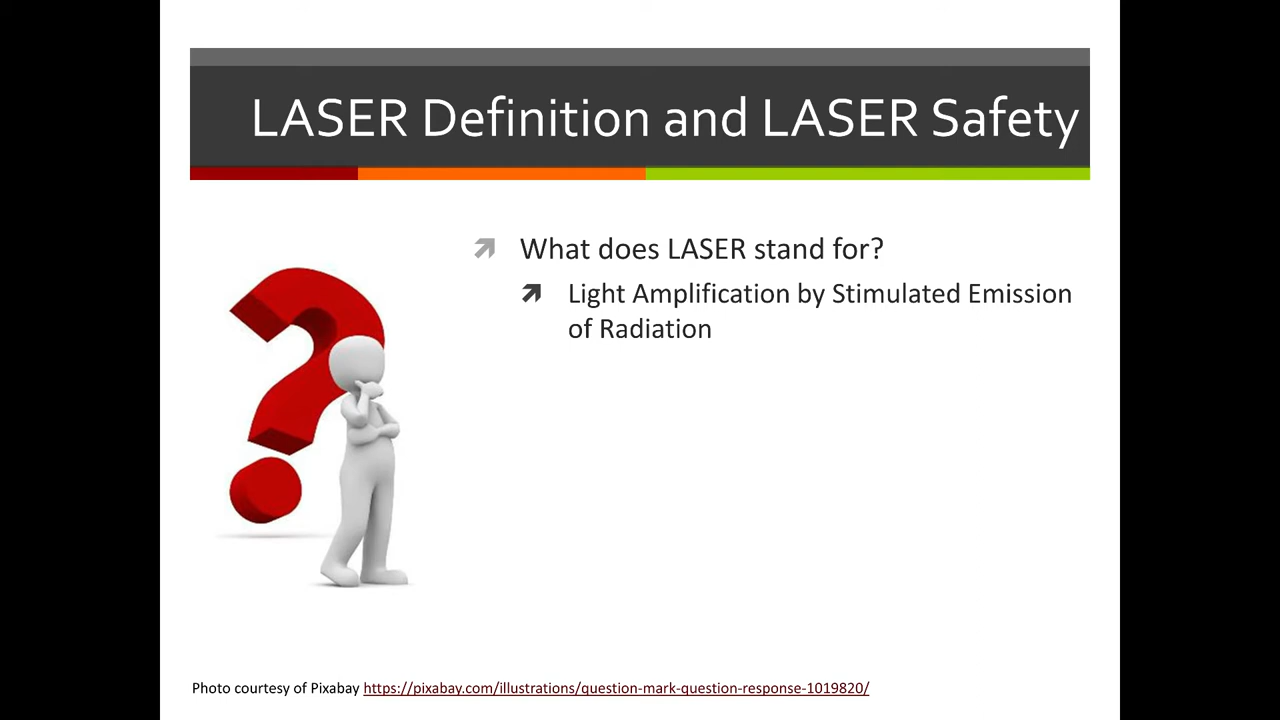 LASER Definition and LASER Safety
What does LASER stand for?
Light Amplification by Stimulated Emission
of Radiation
Photo courtesy of Pixabay https://pixabay.com/illustrations/question-mark-question-response-1019820/